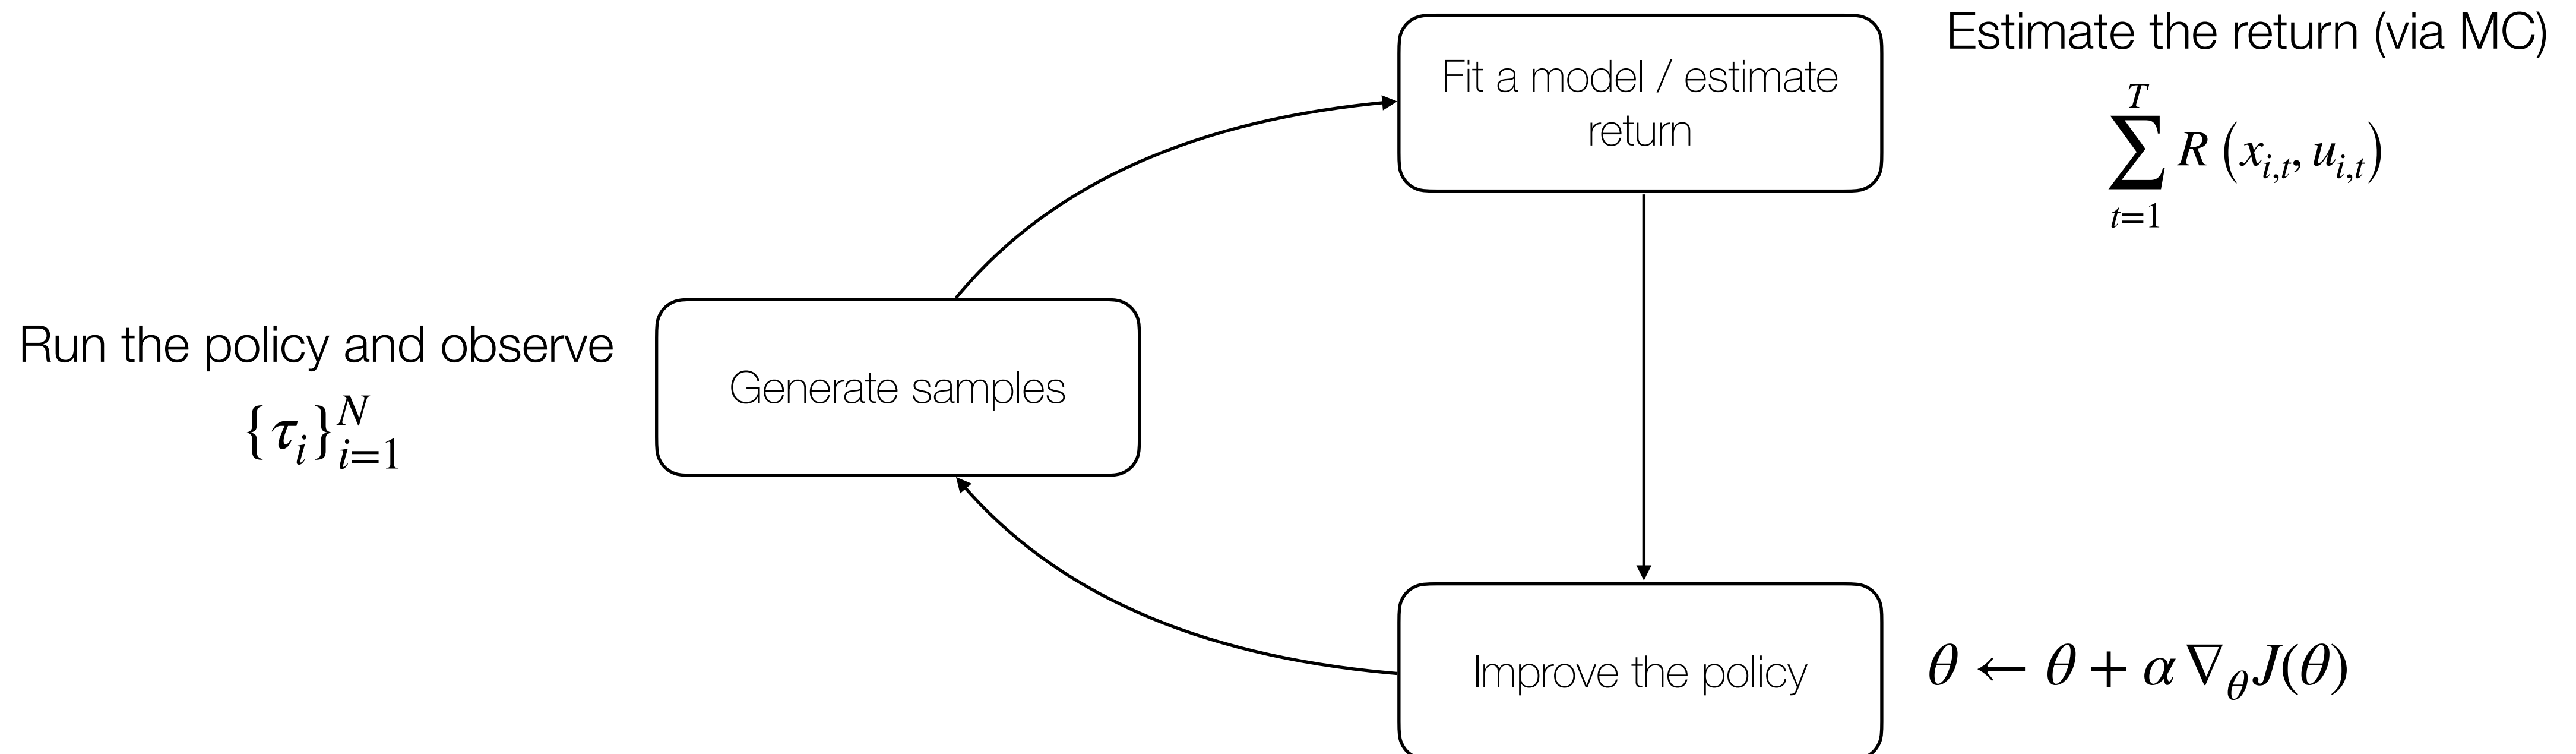 Fit a model / estimate
return
Estimate the return (via MC)
\sum_{t=1}^{T} R \left( x_{i,t}, u_{i,t} \right)
Run the policy and observe
\{\tau_i\}_{i=1}^{N}
Generate samples
Improve the policy
\theta \leftarrow \theta + \alpha \nabla_\theta J(\theta)